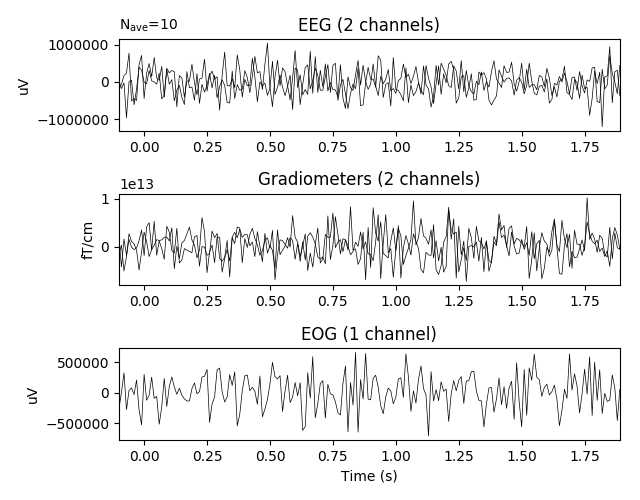 N_ave=10
EEG (2 channels)
uV
1000000
0
−1000000
0.00 0.25 0.50 0.75 1.00 1.25 1.50 1.75
1e13
Gradiometers (2 channels)
fT/cm
1
0
0.00 0.25 0.50 0.75 1.00 1.25 1.50 1.75
EOG (1 channel)
uV
500000
0
−500000
0.00 0.25 0.50 0.75 1.00 1.25 1.50 1.75
Time (s)